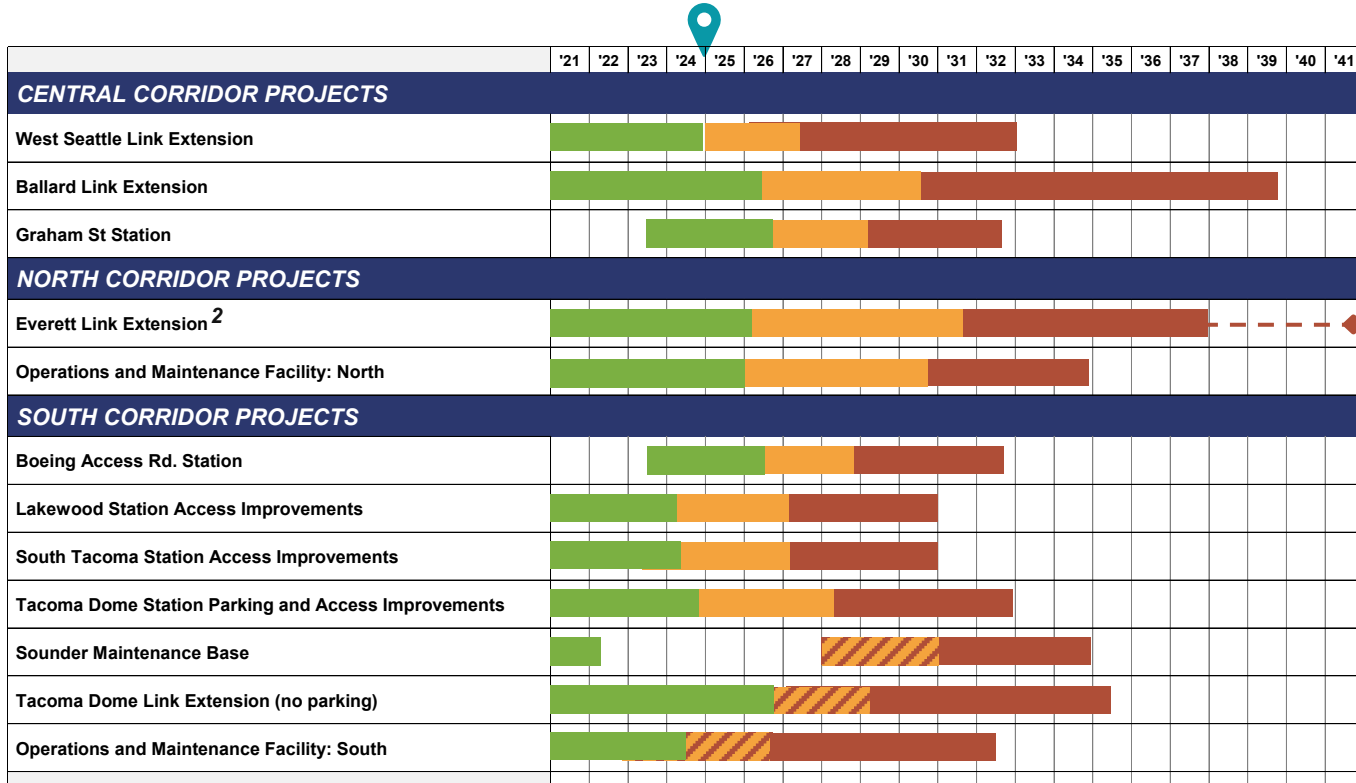 '21 '22 '23 '24 '25 '26 '27 '28 '29 '30 '31 '32 '33 '34 '35 '36 '37 '38 '39 '40 '41
CENTRAL CORRIDOR PROJECTS
West Seattle Link Extension
Ballard Link Extension
Graham St Station
NORTH CORRIDOR PROJECTS
Everett Link Extension 2
Operations and Maintenance Facility: North
SOUTH CORRIDOR PROJECTS
Boeing Access Rd. Station
Lakewood Station Access Improvements
South Tacoma Station Access Improvements
Tacoma Dome Station Parking and Access Improvements
Sounder Maintenance Base
Tacoma Dome Link Extension (no parking)
Operations and Maintenance Facility: South